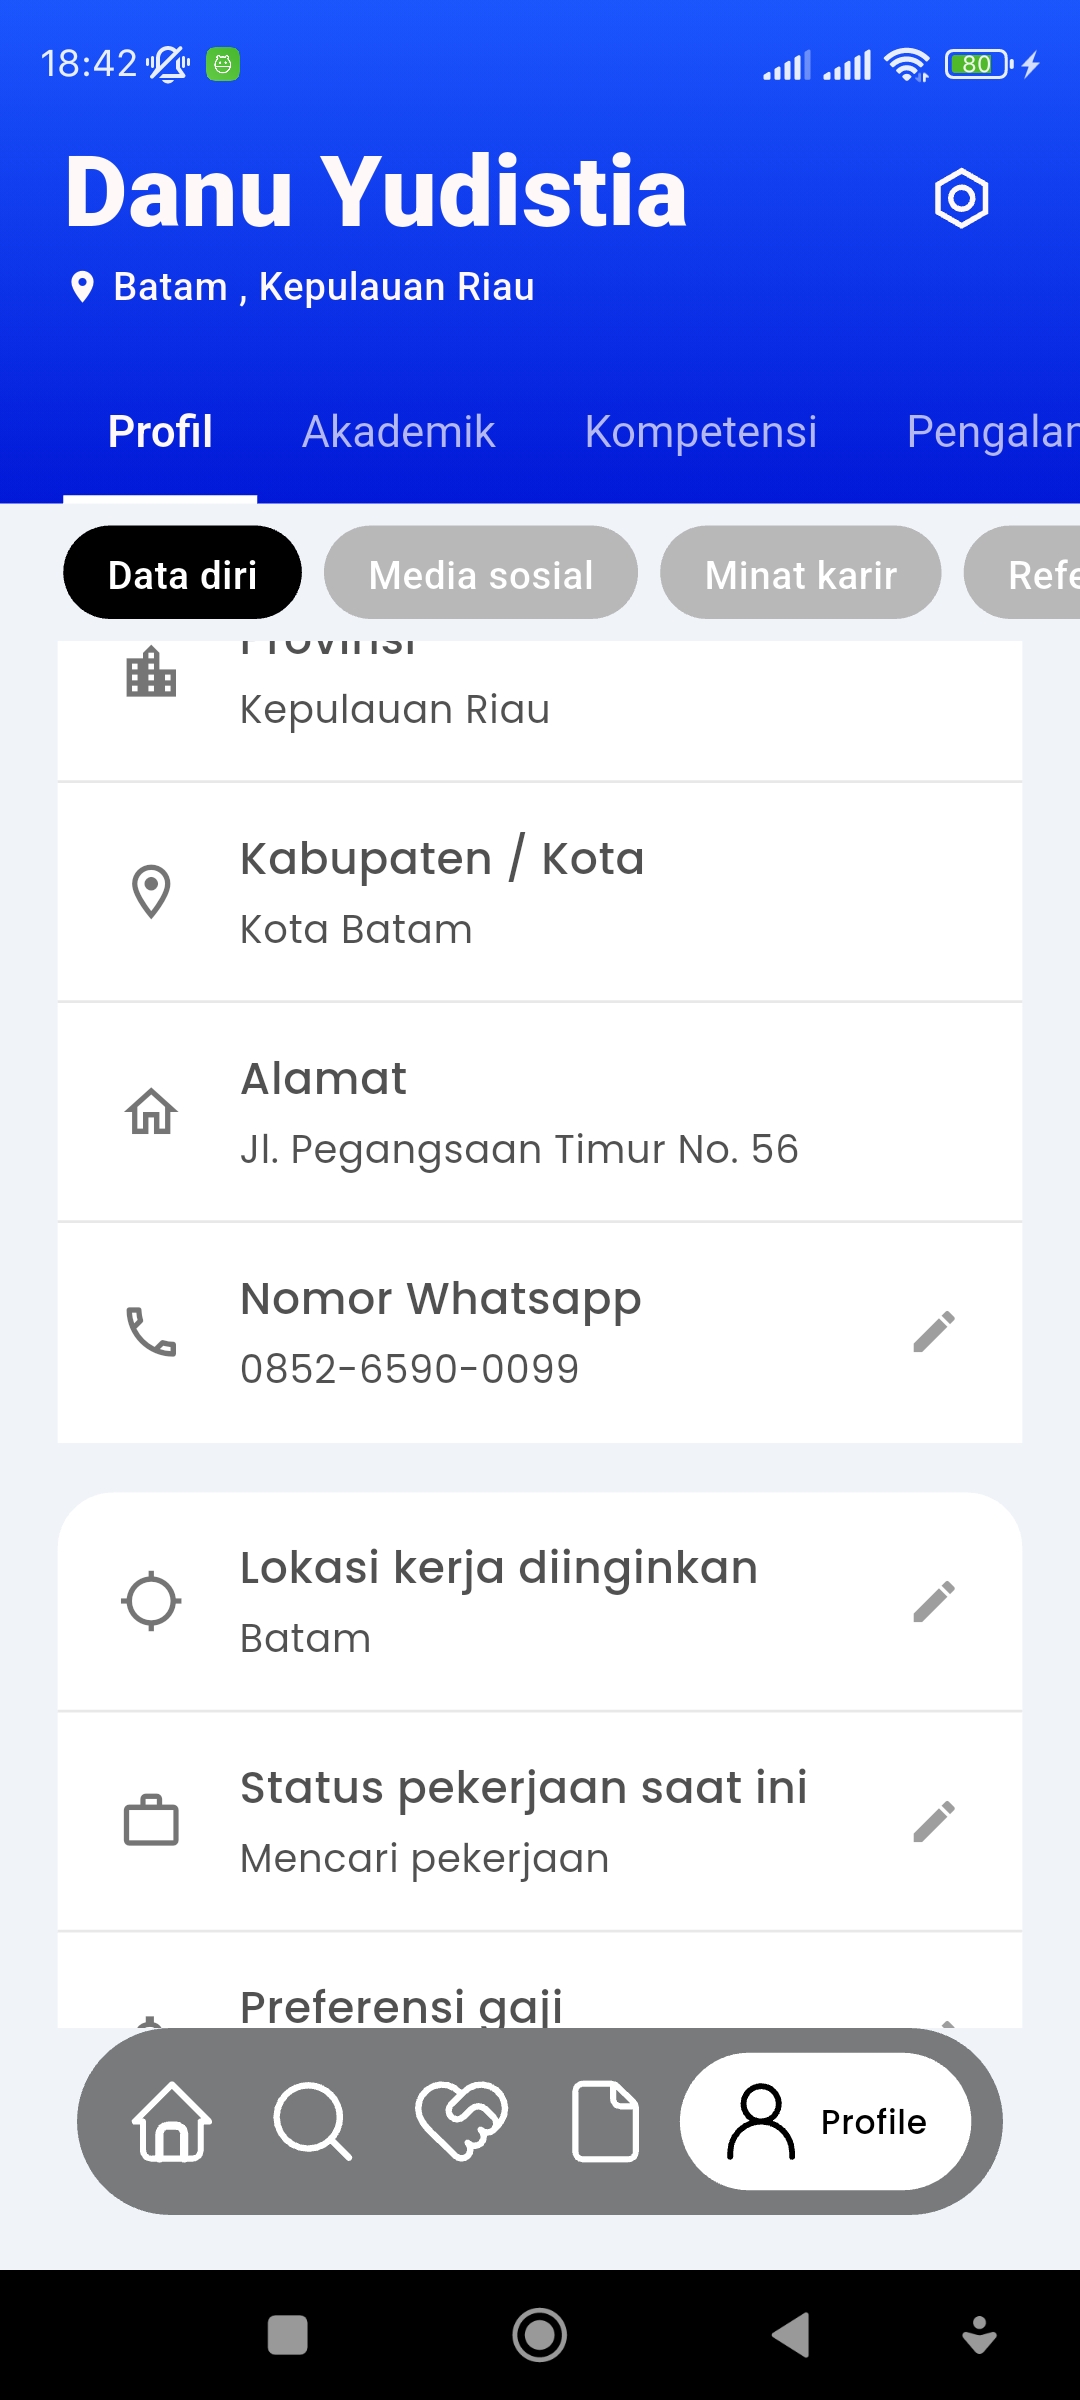 18:42
80
Danu Yudistia
Batam , Kepulauan Riau
Profil Akademik Kompetensi Pengalan
Data diri Media sosial Minat karir Refe
Provinsi
Kepulauan Riau
Kabupaten / Kota
Kota Batam
Alamat
Jl. Pegangsaan Timur No. 56
Nomor Whatsapp
0852-6590-0099
Lokasi kerja diinginkan
Batam
Status pekerjaan saat ini
Mencari pekerjaan
Preferensi gaji
Profile